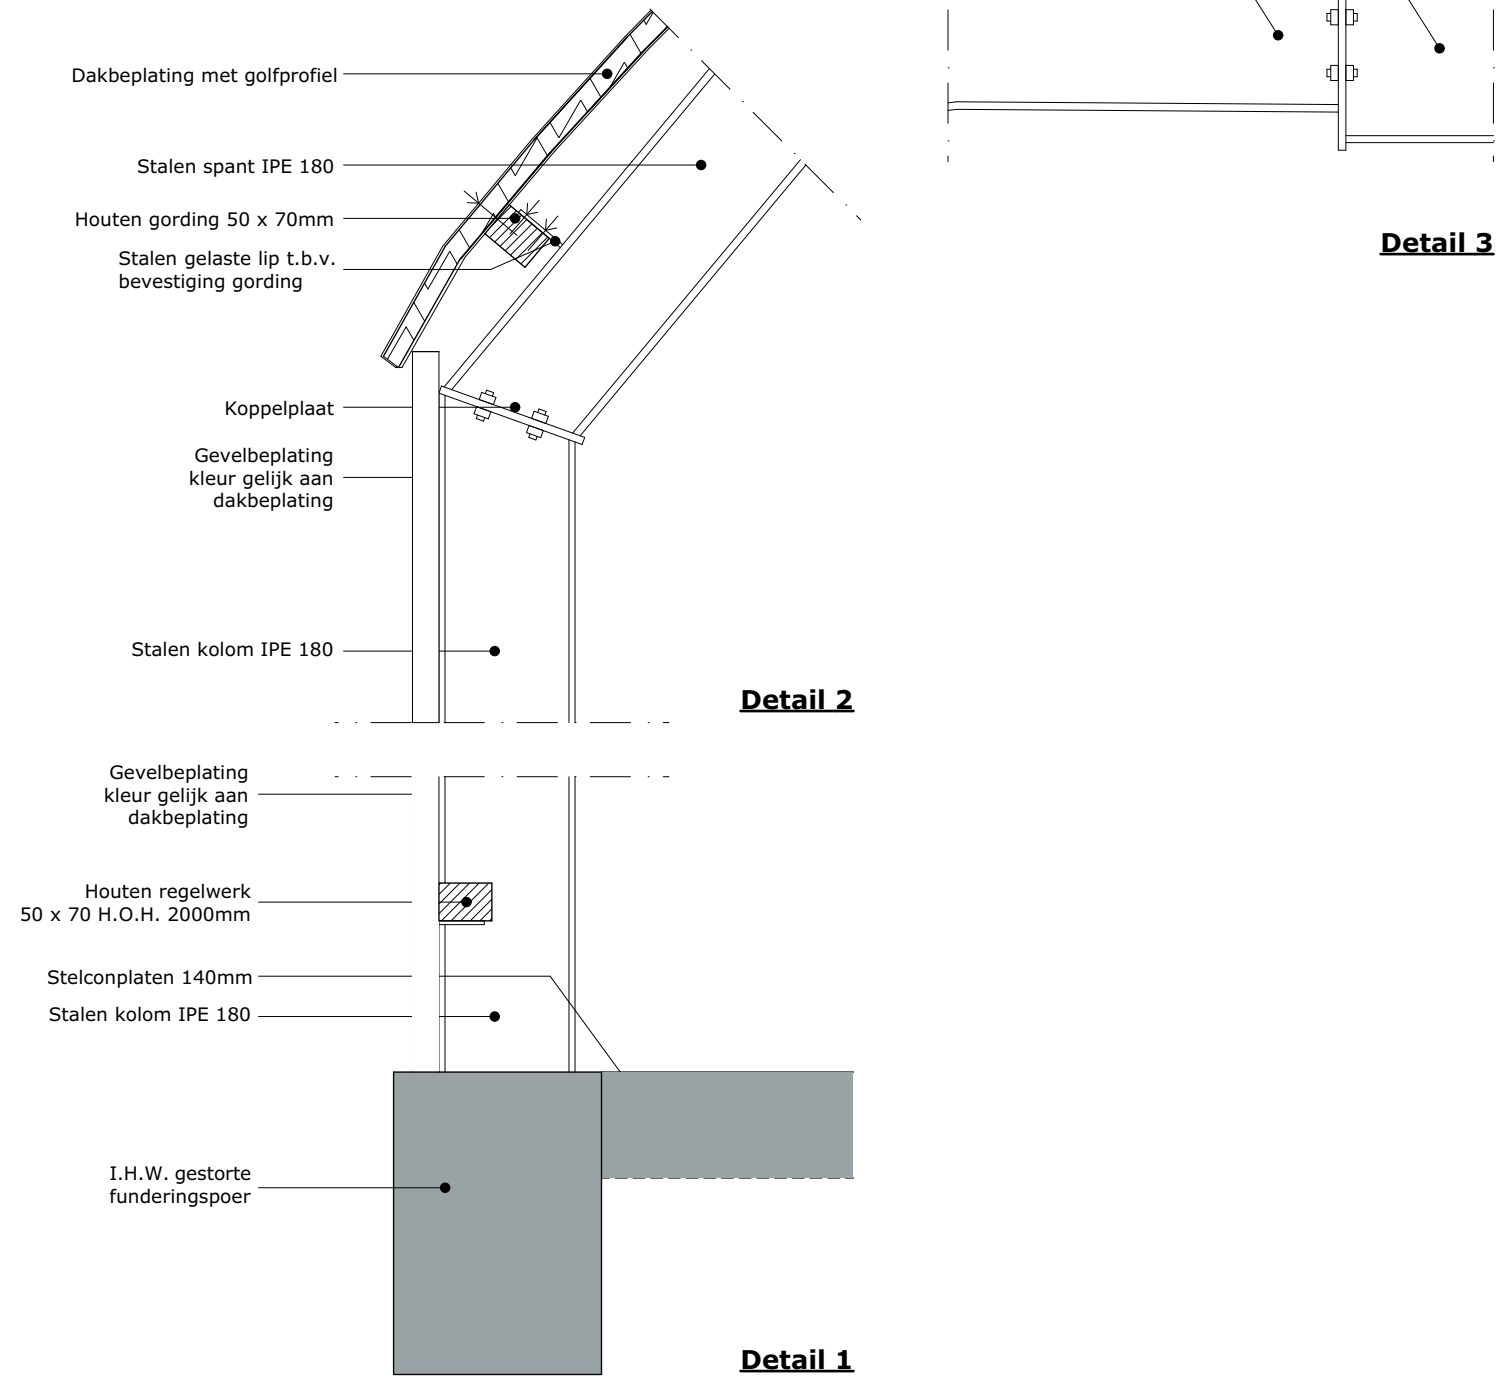 Dakbeplating met golfprofiel
Stalen spant IPE 180
Houten gording 50 x 70mm
Stalen gelaste lip t.b.v.
bevestiging gording
Koppelplaat
Gevelbeplating
kleur gelijk aan
dakbeplating
Stalen kolom IPE 180
Detail 2
Detail 3
Gevelbeplating
kleur gelijk aan
dakbeplating
Houten regelwerk
50 x 70 H.O.H. 2000mm
Stelconplaten 140mm
Stalen kolom IPE 180
I.H.W. gestorte
funderingspoer
Detail 1